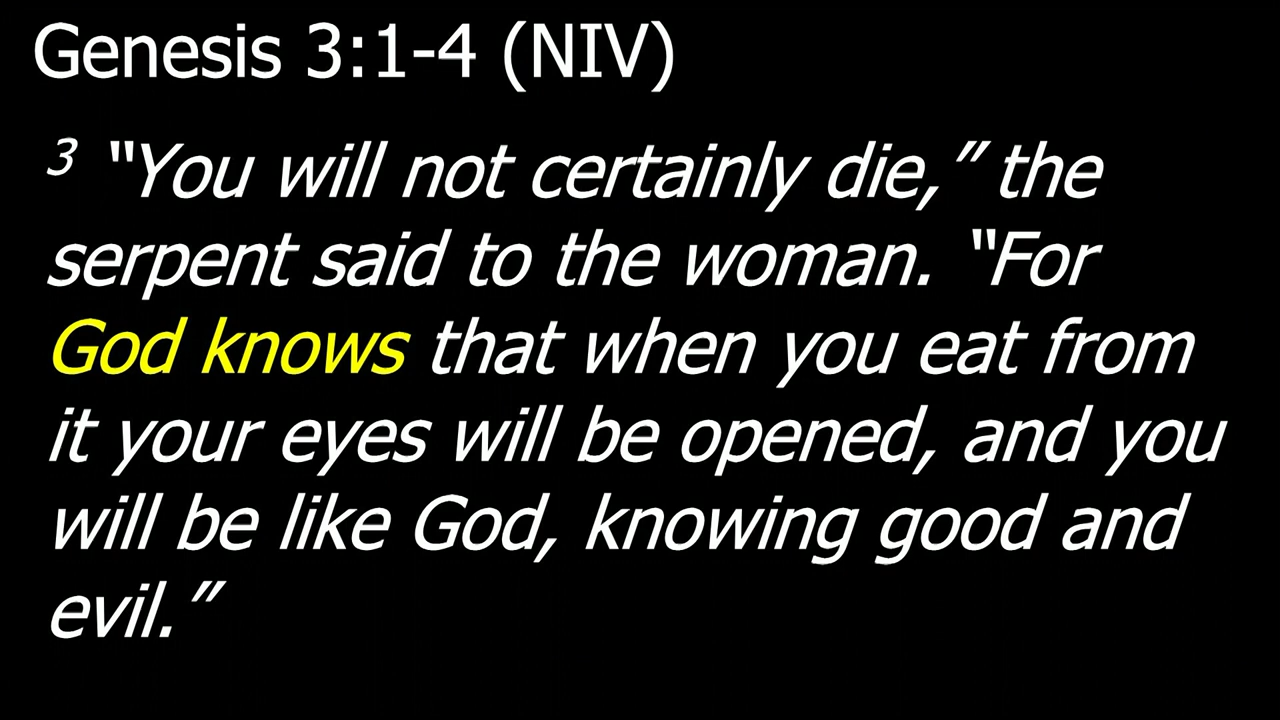 Genesis 3:1-4 (NIV)
3 “You will not certainly die,” the
serpent said to the woman. “For
God knows that when you eat from
it your eyes will be opened, and you
will be like God, knowing good and
evil.”